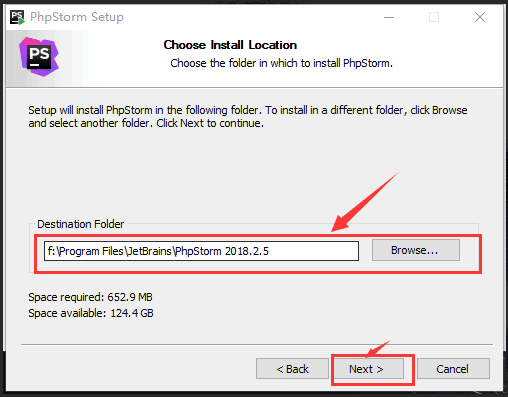 PS PhpStorm Setup
PS
Choose Install Location
Choose the folder in which to install PhpStorm.
Setup will install PhpStorm in the following folder. To install in a different folder, click Browse
and select another folder. Click Next to continue.
Destination Folder
f:\Program Files\JetBrains\PhpStorm 2018.2.5
Browse...
Space required: 652.9 MB
Space available: 124.4 GB
< Back
Next >
Cancel